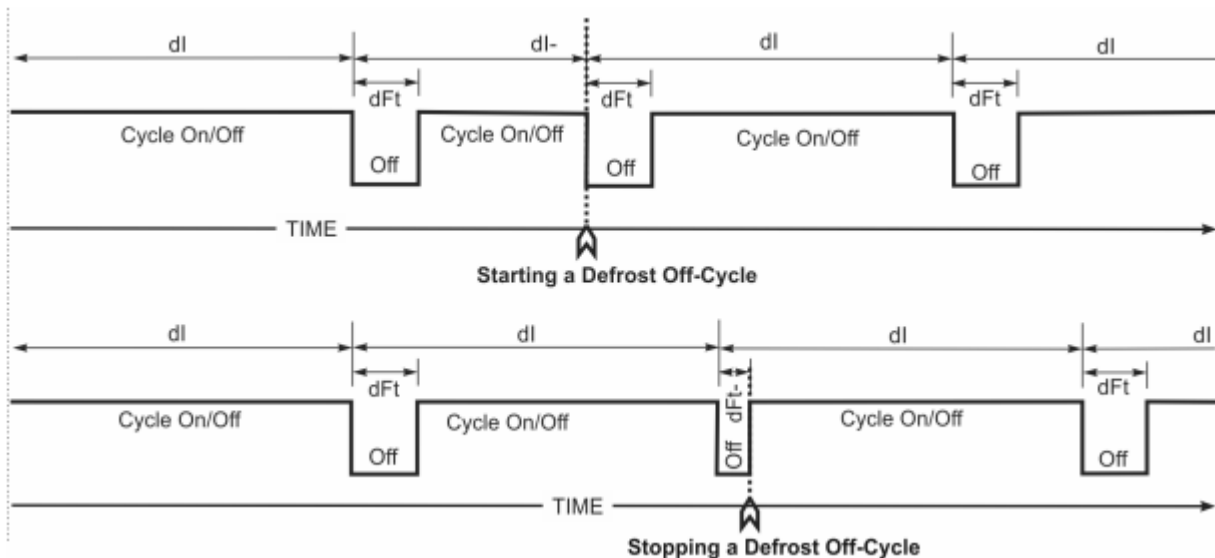 dI dI- dI dI
dFt dFt dFt
Cycle On/Off Cycle On/Off Cycle On/Off
Off Off Off
TIME
Starting a Defrost Off-Cycle
dI dI dI dI
dFt dFt- dFt
Cycle On/Off Cycle On/Off Cycle On/Off
Off Off Off
TIME
Stopping a Defrost Off-Cycle